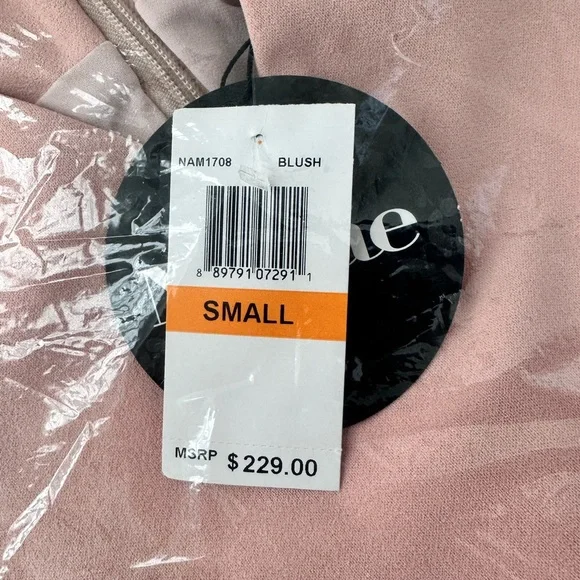 NAM1708 BLUSH
8 89791 07291 1
SMALL
MSRP $229.00